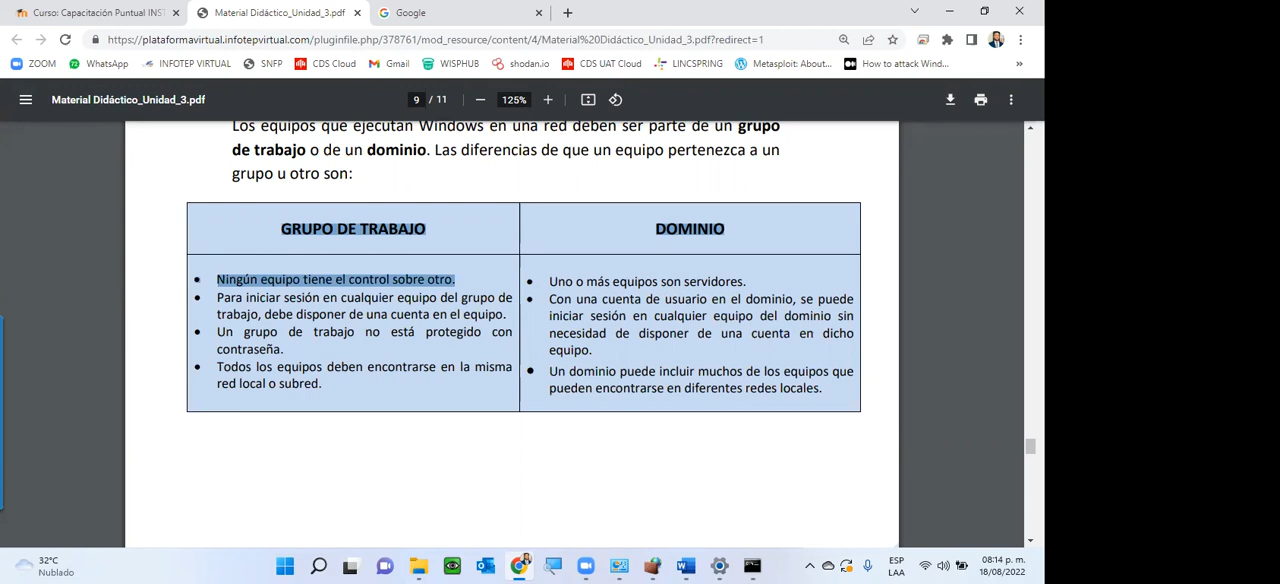 Curso: Capacitación Puntual INS
Material Didáctico_Unidad_3.pdf
Google
https://plataformavirtual.infotepvirtual.com/pluginfile.php/378761/mod_resource/content/4/Material%20Didáctico_Unidad_3.pdf?redirect=1
ZOOM WhatsApp INFOTEP VIRTUAL SNFP CDS Cloud Gmail WISPHUB shodan.io CDS UAT Cloud LINCSPRING Metasploit: About... How to attack Wind... »
Material Didáctico_Unidad_3.pdf 9 / 11 125%
Los equipos que ejecutan Windows en una red deben ser parte de un grupo
de trabajo o de un dominio. Las diferencias de que un equipo pertenezca a un
grupo u otro son:
GRUPO DE TRABAJO
• Ningún equipo tiene el control sobre otro.
• Para iniciar sesión en cualquier equipo del grupo de
trabajo, debe disponer de una cuenta en el equipo.
• Un grupo de trabajo no está protegido con
contraseña.
• Todos los equipos deben encontrarse en la misma
red local o subred.
DOMINIO
• Uno o más equipos son servidores.
• Con una cuenta de usuario en el dominio, se puede
iniciar sesión en cualquier equipo del dominio sin
necesidad de disponer de una cuenta en dicho
equipo.
• Un dominio puede incluir muchos de los equipos que
pueden encontrarse en diferentes redes locales.
32°C
Nublado
ESP
LAA
08:14 p. m.
18/08/2022